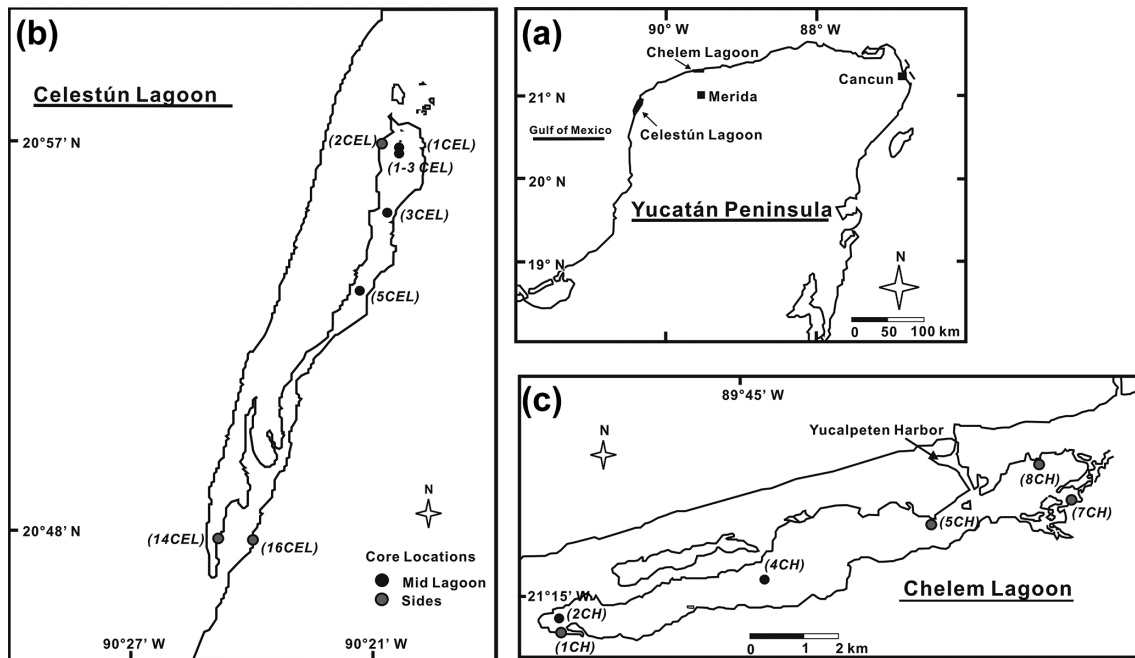 (b)
Celestún Lagoon
20°57' N
(2CEL)
(1CEL)
(1-3 CEL)
(3CEL)
(5CEL)
N
20°48' N
(14CEL)
(16CEL)
Core Locations
Mid Lagoon
Sides
90°27' W
90°21' W
(a)
90° W
88° W
Chelem Lagoon
Cancun
21° N
Merida
Gulf of Mexico
Celestún Lagoon
20° N
Yucatán Peninsula
19° N
N
0 50 100 km
(c)
89°45' W
N
Yucalpeten Harbor
(8CH)
(7CH)
(5CH)
(4CH)
Chelem Lagoon
21°15' W
(2CH)
(1CH)
0 1 2 km